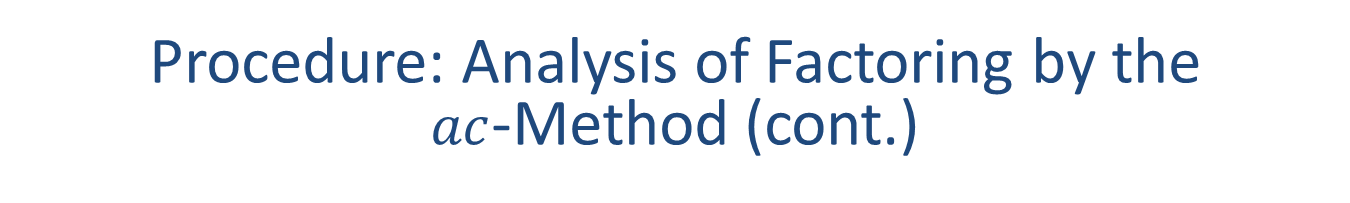 Procedure: Analysis of Factoring by the
𝑎𝑐-Method (cont.)